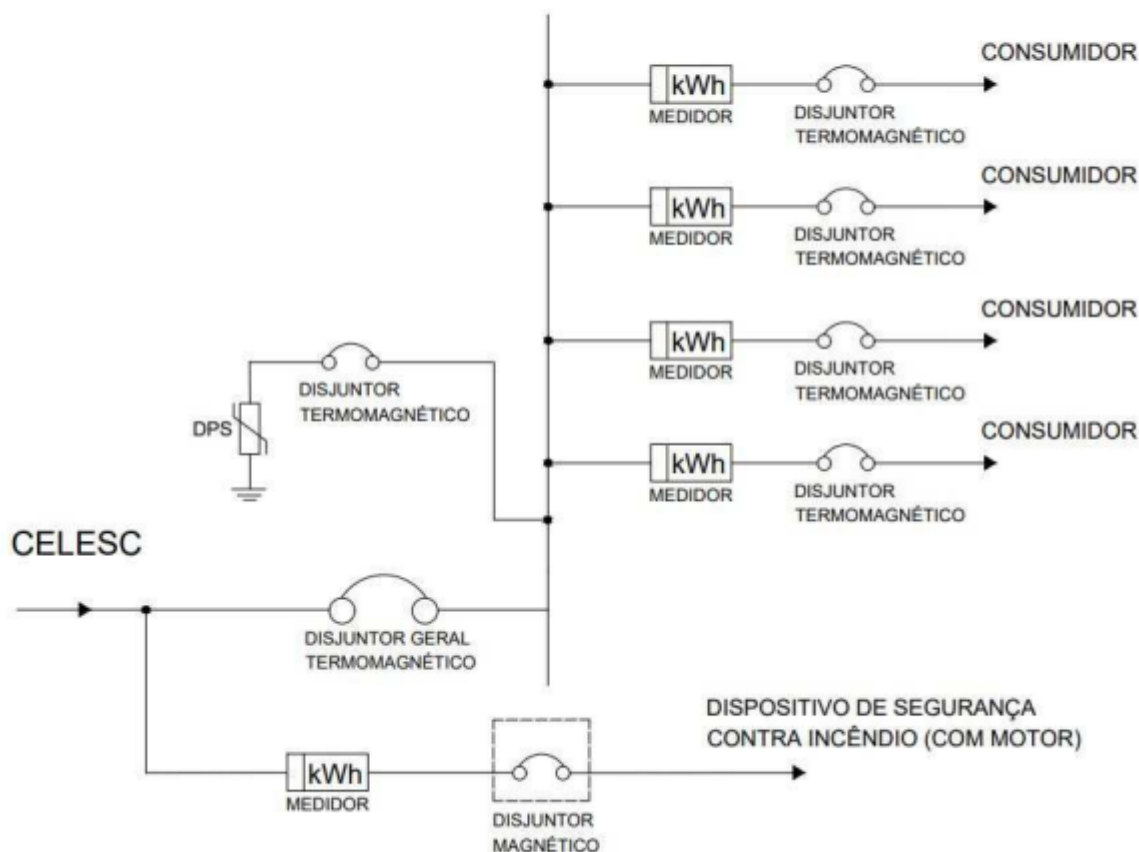 CONSUMIDOR
kWh
MEDIDOR
DISJUNTOR
TERMOMAGNÉTICO
CONSUMIDOR
kWh
MEDIDOR
DISJUNTOR
TERMOMAGNÉTICO
CONSUMIDOR
kWh
MEDIDOR
DISJUNTOR
TERMOMAGNÉTICO
DISJUNTOR
TERMOMAGNÉTICO
DPS
CONSUMIDOR
kWh
MEDIDOR
DISJUNTOR
TERMOMAGNÉTICO
CELESC
DISJUNTOR GERAL
TERMOMAGNÉTICO
DISPOSITIVO DE SEGURANÇA
CONTRA INCÊNDIO (COM MOTOR)
kWh
MEDIDOR
DISJUNTOR
MAGNÉTICO